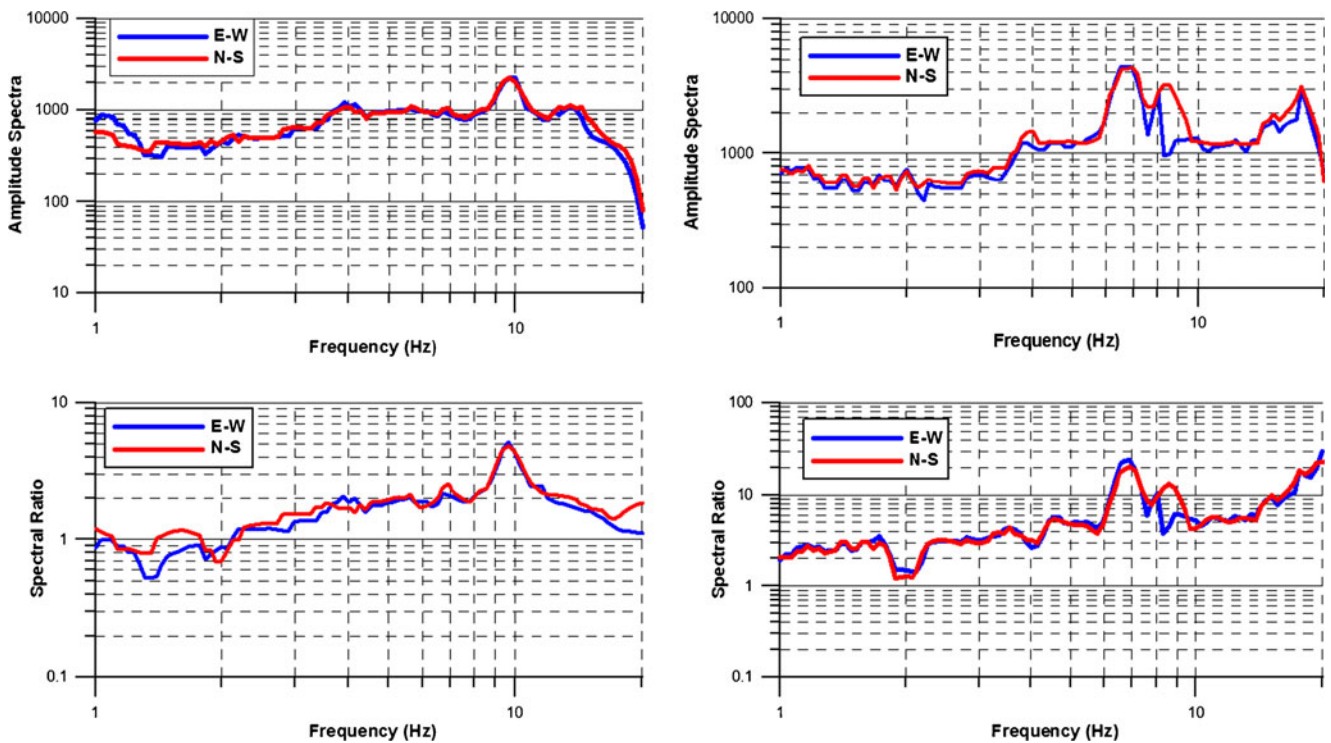 10000
1000
100
10
Amplitude Spectra
E-W
N-S
1
10
Frequency (Hz)
10000
1000
100
Amplitude Spectra
E-W
N-S
1
10
Frequency (Hz)
10
1
0.1
Spectral Ratio
E-W
N-S
1
10
Frequency (Hz)
100
10
1
0.1
Spectral Ratio
E-W
N-S
1
10
Frequency (Hz)